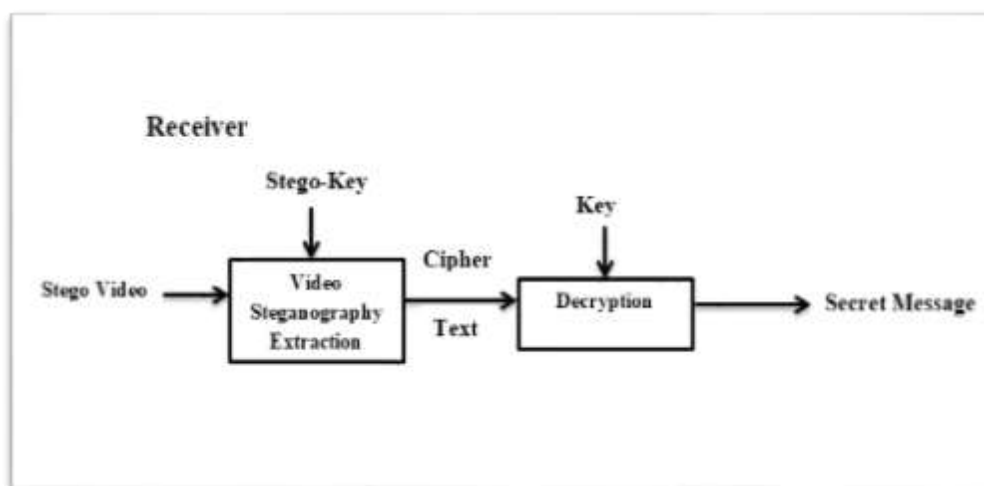 Receiver
Stego-Key
Key
Stego Video
Video
Steganography
Extraction
Cipher
Text
Decryption
Secret Message